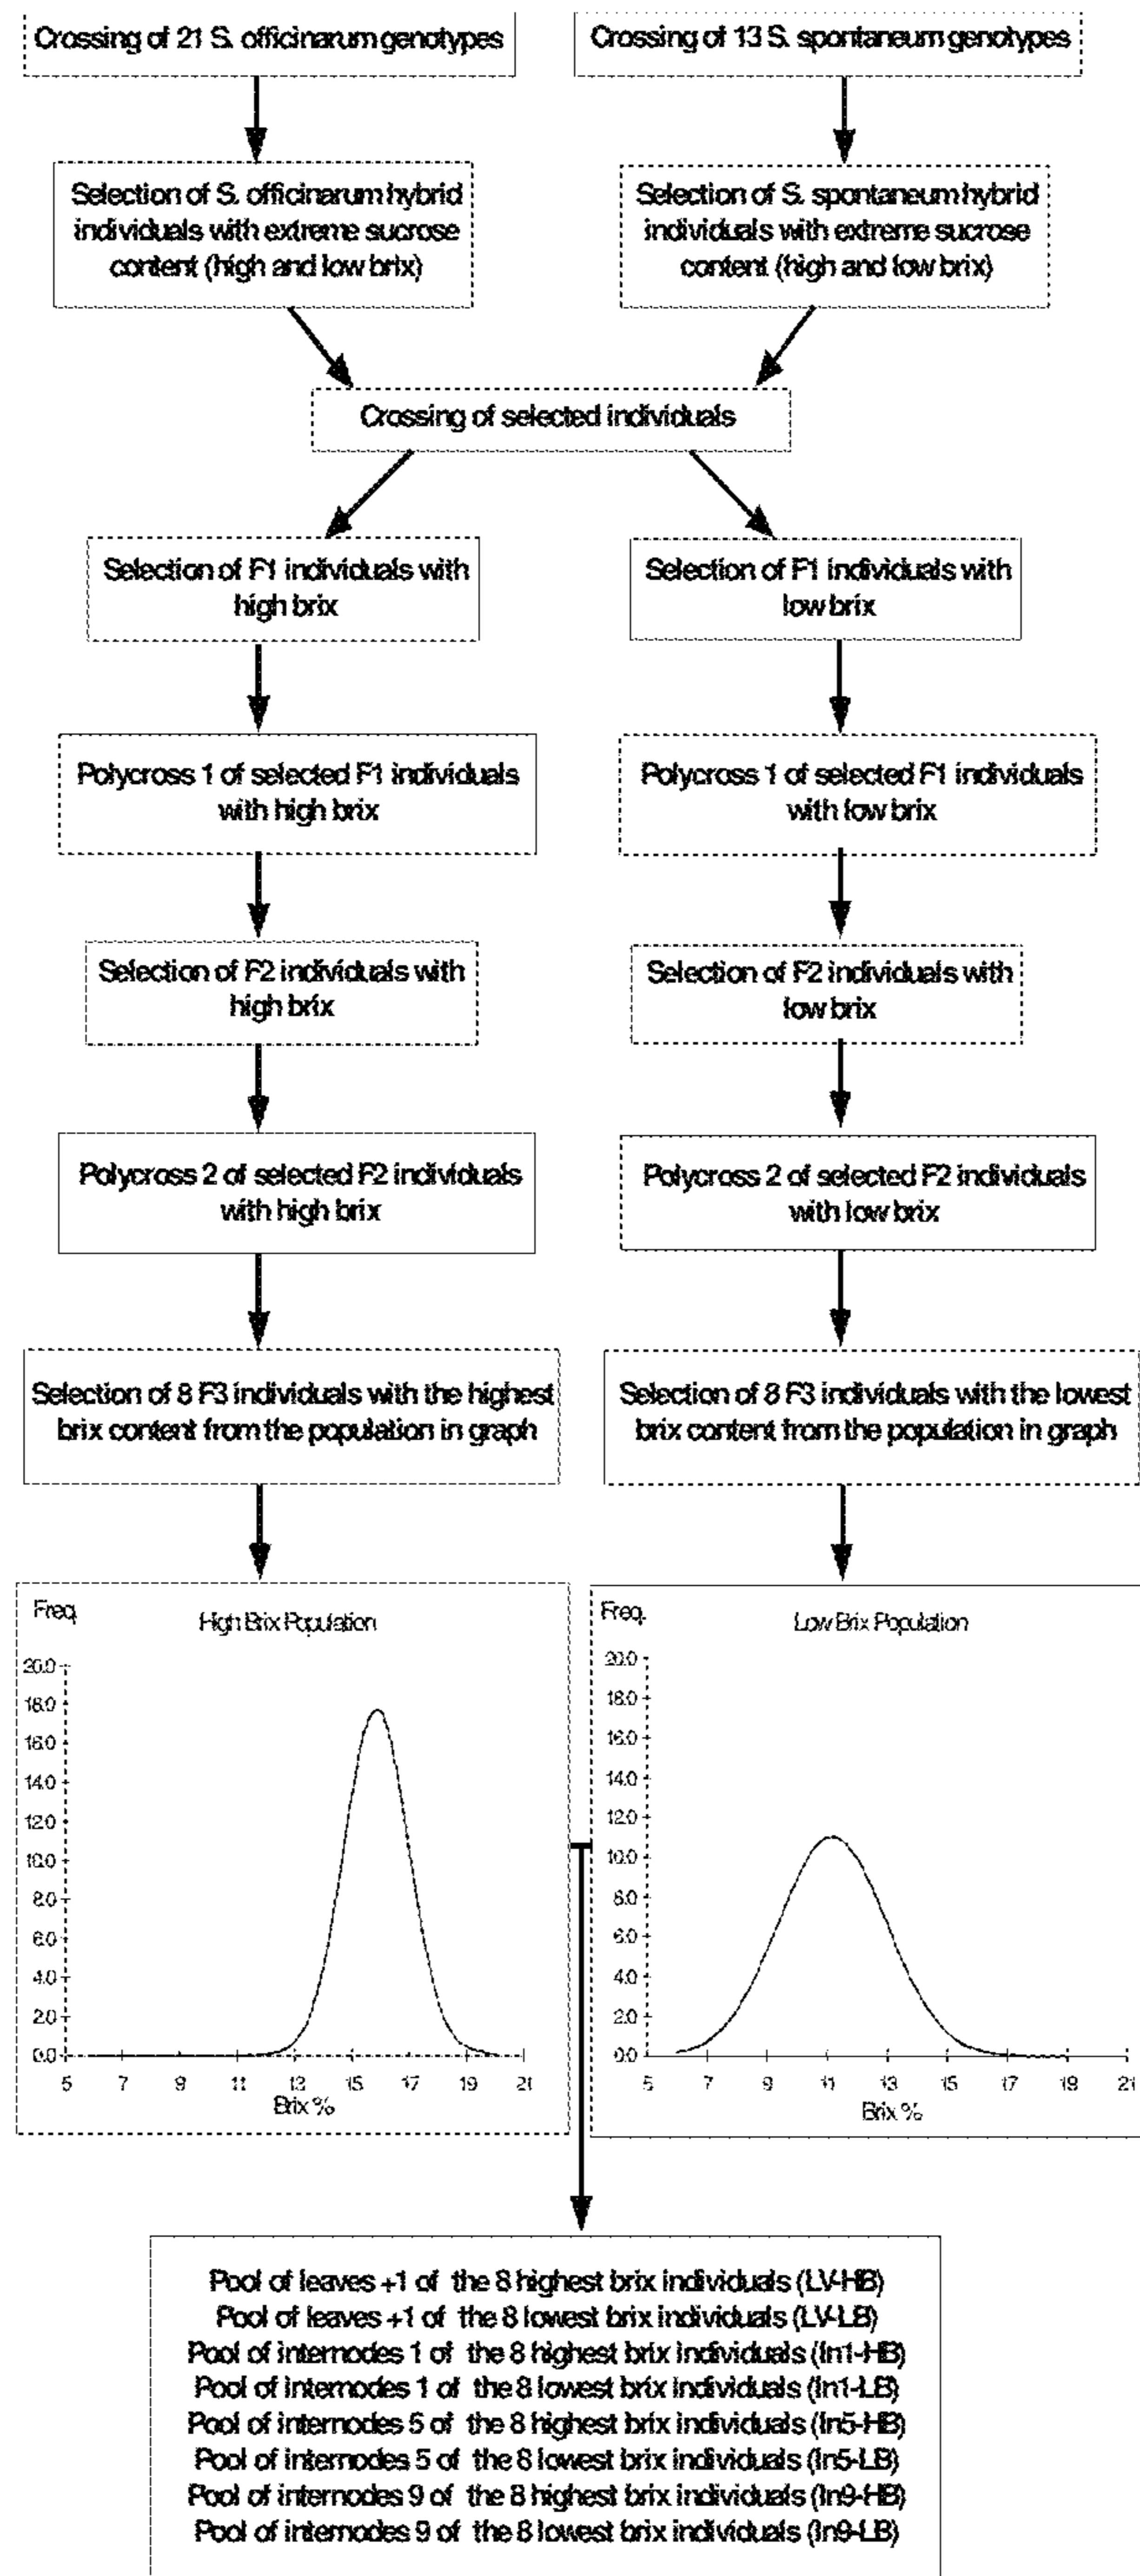 Crossing of 21 S. officinarum genotypes
Crossing of 13 S. spontaneum genotypes
Selection of S. officinarum hybrid
individuals with extreme sucrose
content (high and low brix)
Selection of S. spontaneum hybrid
individuals with extreme sucrose
content (high and low brix)
Crossing of selected individuals
Selection of F1 individuals with
high brix
Selection of F1 individuals with
low brix
Polycross 1 of selected F1 individuals
with high brix
Polycross 1 of selected F1 individuals
with low brix
Selection of F2 individuals with
high brix
Selection of F2 individuals with
low brix
Polycross 2 of selected F2 individuals
with high brix
Polycross 2 of selected F2 individuals
with low brix
Selection of 8 F3 individuals with the highest
brix content from the population in graph
Selection of 8 F3 individuals with the lowest
brix content from the population in graph
Freq.
High Brix Population
20.0
18.0
16.0
14.0
12.0
10.0
8.0
6.0
4.0
2.0
0.0
5 7 9 11 13 15 17 19 21
Brix %
Freq.
Low Brix Population
20.0
18.0
16.0
14.0
12.0
10.0
8.0
6.0
4.0
2.0
0.0
5 7 9 11 13 15 17 19 21
Brix %
Pool of leaves +1 of the 8 highest brix individuals (LV-HB)
Pool of leaves +1 of the 8 lowest brix individuals (LV-LB)
Pool of internodes 1 of the 8 highest brix individuals (In1-HB)
Pool of internodes 1 of the 8 lowest brix individuals (In1-LB)
Pool of internodes 5 of the 8 highest brix individuals (In5-HB)
Pool of internodes 5 of the 8 lowest brix individuals (In5-LB)
Pool of internodes 9 of the 8 highest brix individuals (In9-HB)
Pool of internodes 9 of the 8 lowest brix individuals (In9-LB)